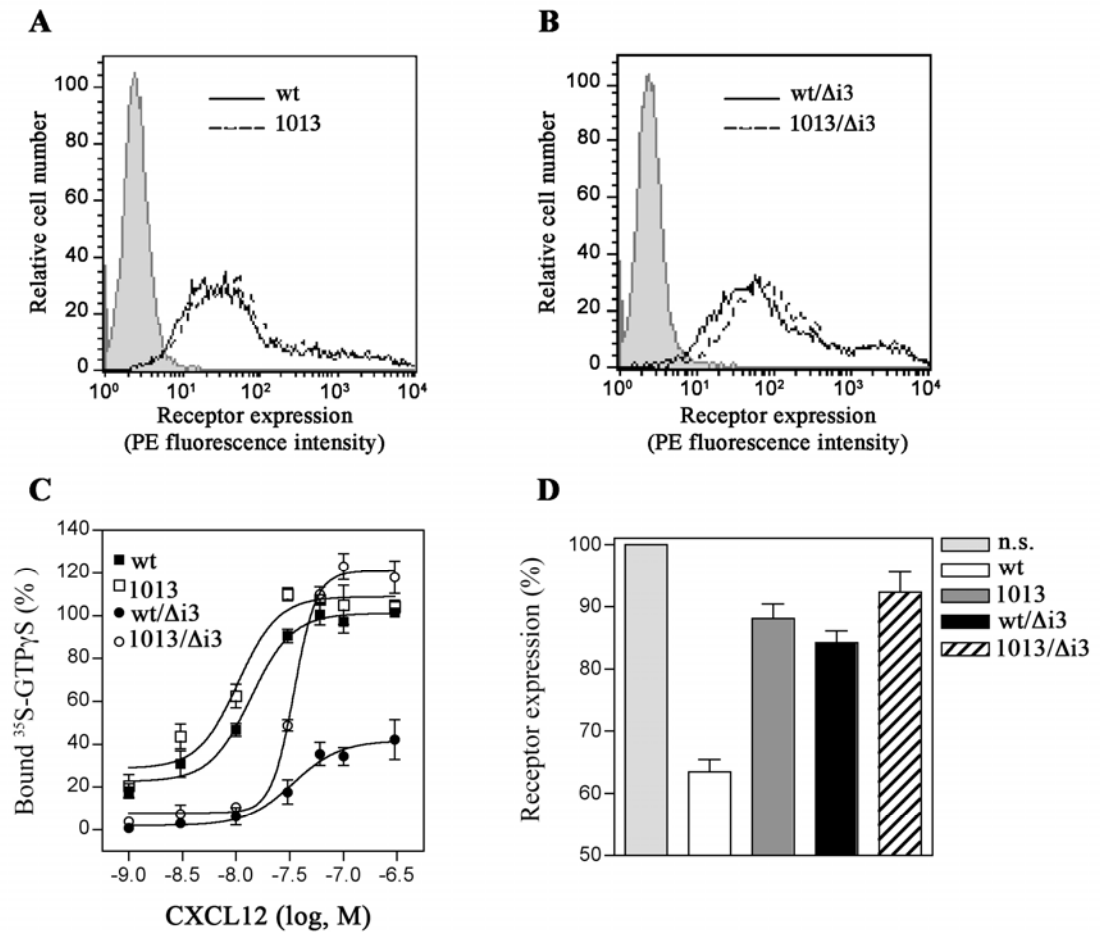 A
Relative cell number
100
80
60
40
20
0
wt
1013
10⁰ 10¹ 10² 10³ 10⁴
Receptor expression
(PE fluorescence intensity)
B
Relative cell number
100
80
60
40
20
0
wt/Δi3
1013/Δi3
10⁰ 10¹ 10² 10³ 10⁴
Receptor expression
(PE fluorescence intensity)
C
Bound ³⁵S-GTPγS (%)
140
120
100
80
60
40
20
0
wt
1013
wt/Δi3
1013/Δi3
-9.0 -8.5 -8.0 -7.5 -7.0 -6.5
CXCL12 (log, M)
D
Receptor expression (%)
100
90
80
70
60
50
n.s.
wt
1013
wt/Δi3
1013/Δi3